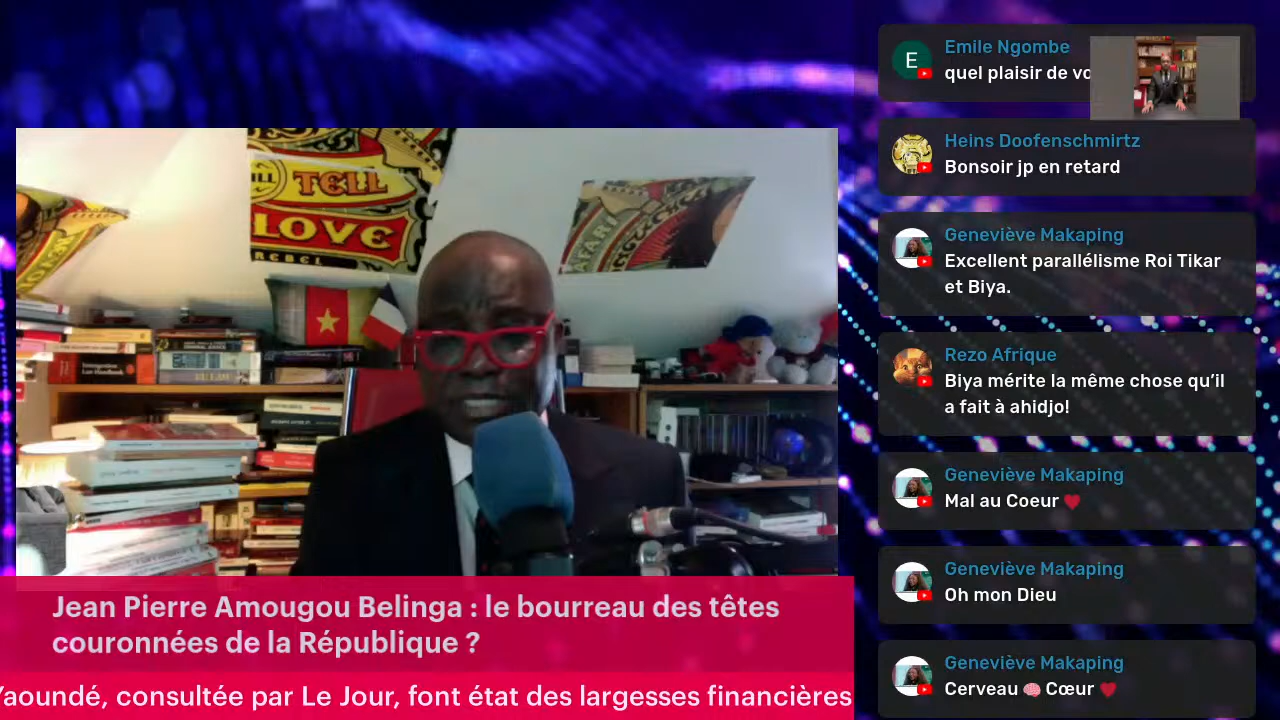 TELL
LOVE
REBEL
Jean Pierre Amougou Belinga : le bourreau des têtes
couronnées de la République ?
Yaoundé, consultée par Le Jour, font état des largesses financières
E
Emile Ngombe
quel plaisir de vo
Heins Doofenschmirtz
Bonsoir jp en retard
Geneviève Makaping
Excellent parallélisme Roi Tikar
et Biya.
Rezo Afrique
Biya mérite la même chose qu’il
a fait à ahidjo!
Geneviève Makaping
Mal au Coeur ♥
Geneviève Makaping
Oh mon Dieu
Geneviève Makaping
Cerveau 🧠 Cœur ♥